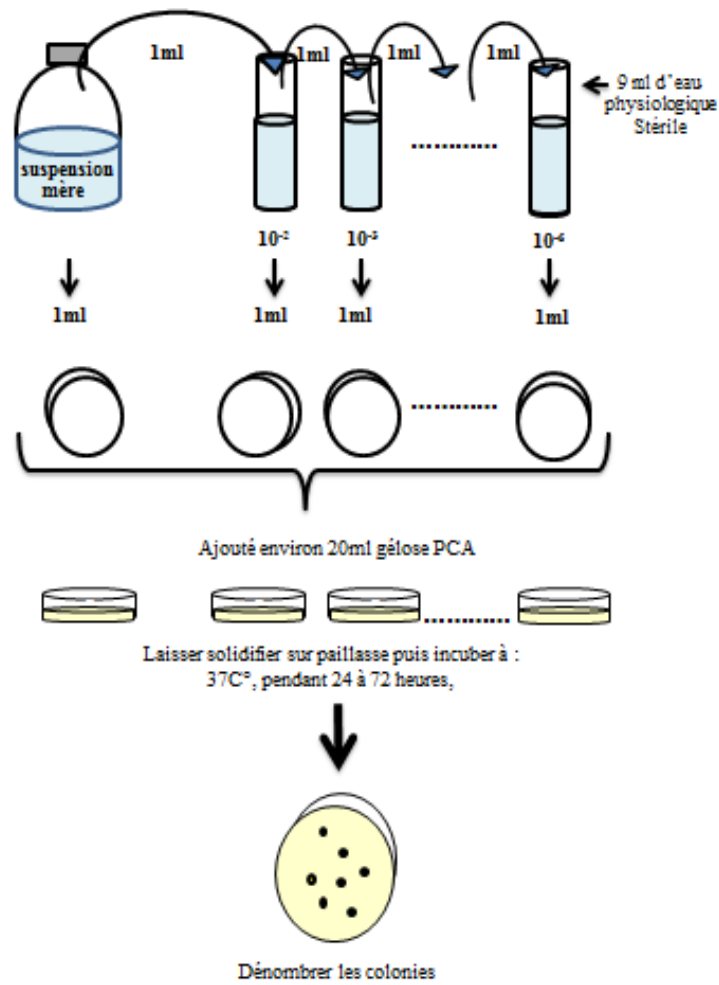 1ml 1ml 1ml 1ml
9 ml d’eau
physiologique
Stérile
............
suspension
mère
10⁻² 10⁻³ 10⁻⁶
1ml 1ml 1ml 1ml
............
Ajouté environ 20ml gélose PCA
............
Laisser solidifier sur paillasse puis incuber à :
37C°, pendant 24 à 72 heures,
Dénombrer les colonies